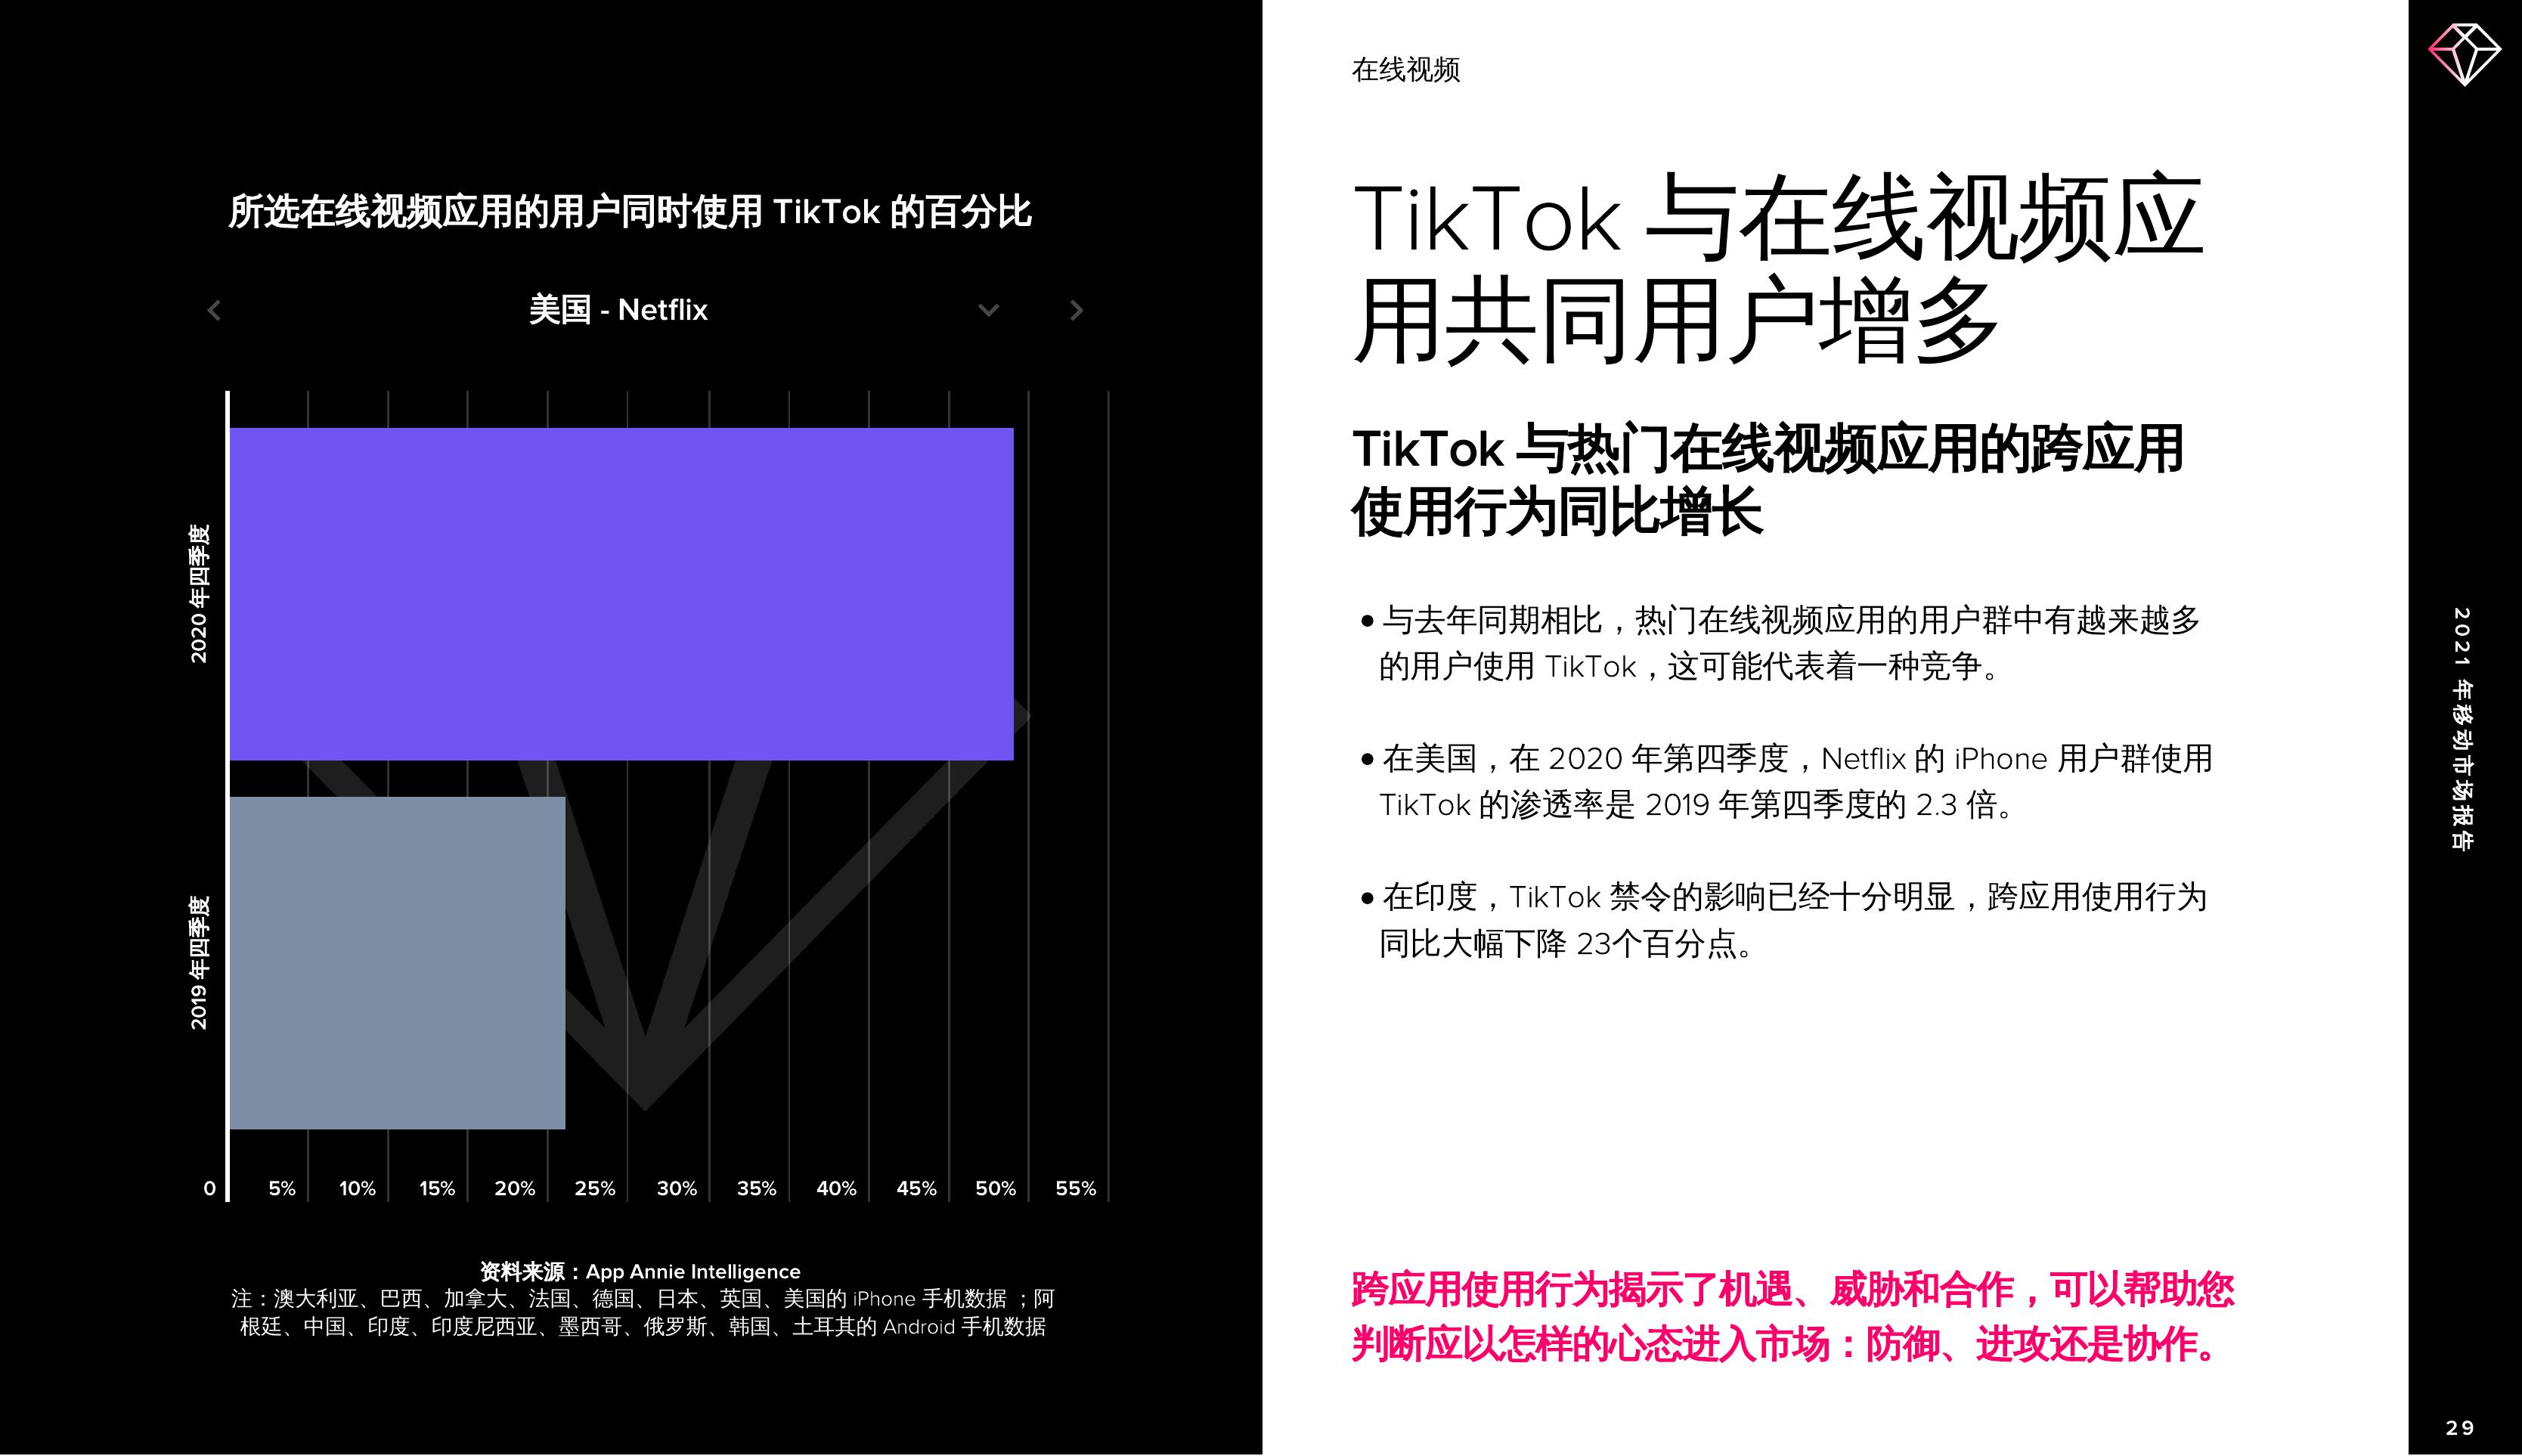 所选在线视频应用的用户同时使用 TikTok 的百分比
美国 - Netflix
2020 年四季度
2019 年四季度
0 5% 10% 15% 20% 25% 30% 35% 40% 45% 50% 55%
资料来源：App Annie Intelligence
注：澳大利亚、巴西、加拿大、法国、德国、日本、英国、美国的 iPhone 手机数据 ；阿
根廷、中国、印度、印度尼西亚、墨西哥、俄罗斯、韩国、土耳其的 Android 手机数据
在线视频
TikTok 与在线视频应
用共同用户增多
TikTok 与热门在线视频应用的跨应用
使用行为同比增长
• 与去年同期相比，热门在线视频应用的用户群中有越来越多
的用户使用 TikTok，这可能代表着一种竞争。
• 在美国，在 2020 年第四季度，Netflix 的 iPhone 用户群使用
TikTok 的渗透率是 2019 年第四季度的 2.3 倍。
• 在印度，TikTok 禁令的影响已经十分明显，跨应用使用行为
同比大幅下降 23个百分点。
跨应用使用行为揭示了机遇、威胁和合作，可以帮助您
判断应以怎样的心态进入市场：防御、进攻还是协作。
2021 年移动市场报告
29